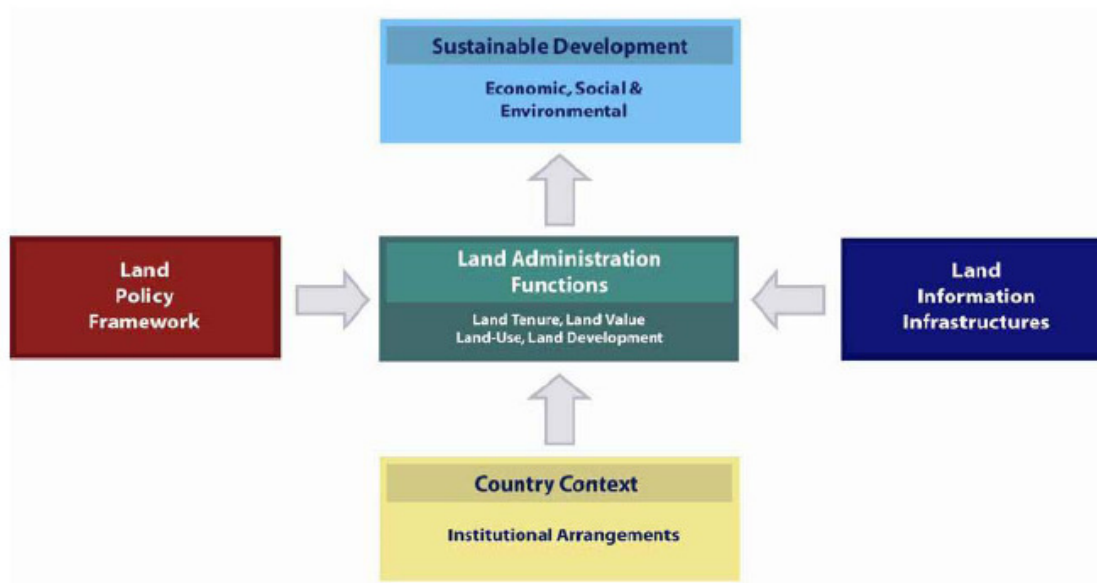 Sustainable Development
Economic, Social &
Environmental
Land
Policy
Framework
Land Administration
Functions
Land Tenure, Land Value
Land-Use, Land Development
Land
Information
Infrastructures
Country Context
Institutional Arrangements